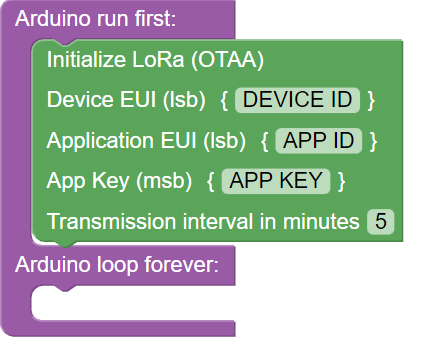 Arduino run first:
Initialize LoRa (OTAA)
Device EUI (lsb) { DEVICE ID }
Application EUI (lsb) { APP ID }
App Key (msb) { APP KEY }
Transmission interval in minutes 5
Arduino loop forever: